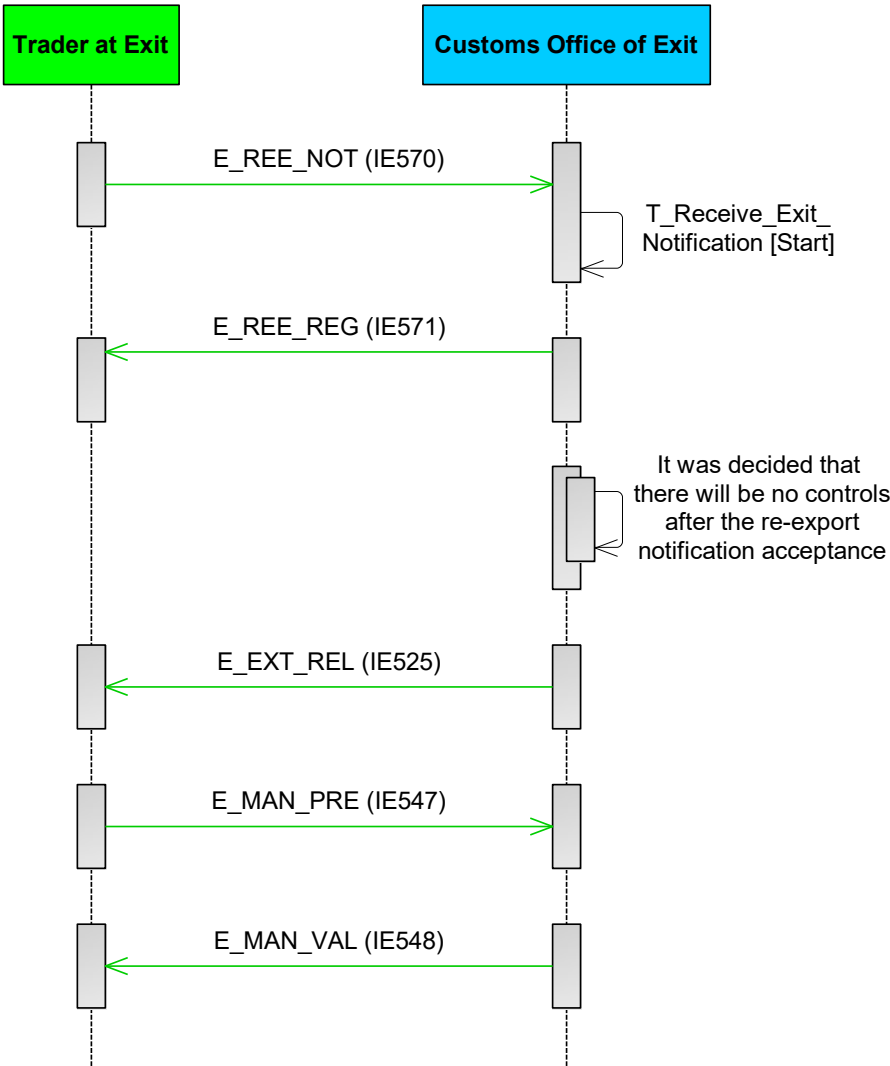 Trader at Exit
Customs Office of Exit
E_REE_NOT (IE570)
T_Receive_Exit_
Notification [Start]
E_REE_REG (IE571)
It was decided that
there will be no controls
after the re-export
notification acceptance
E_EXT_REL (IE525)
E_MAN_PRE (IE547)
E_MAN_VAL (IE548)